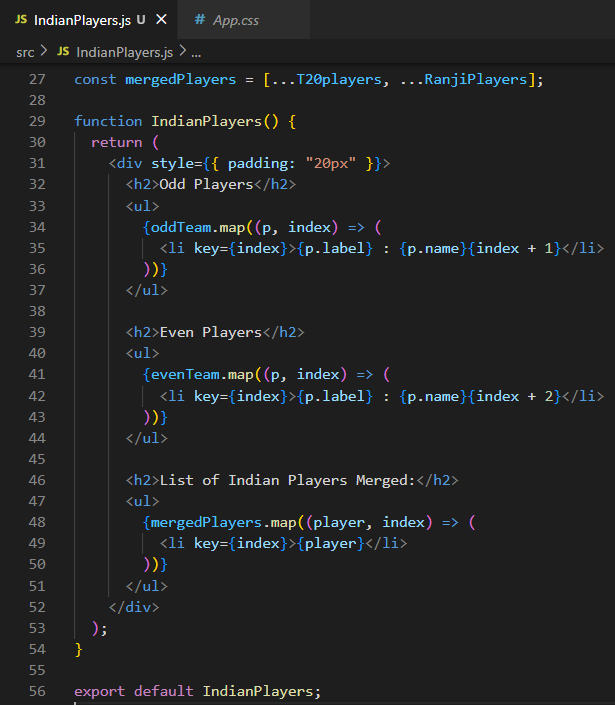 JS IndianPlayers.js U ×
# App.css
src > JS IndianPlayers.js > ...
27 const mergedPlayers = [...T20players, ...RanjiPlayers];
28
29 function IndianPlayers() {
30   return (
31     <div style={{ padding: "20px" }}>
32       <h2>Odd Players</h2>
33       <ul>
34         {oddTeam.map((p, index) => (
35           <li key={index}>{p.label} : {p.name}{index + 1}</li>
36         ))}
37       </ul>
38
39       <h2>Even Players</h2>
40       <ul>
41         {evenTeam.map((p, index) => (
42           <li key={index}>{p.label} : {p.name}{index + 2}</li>
43         ))}
44       </ul>
45
46       <h2>List of Indian Players Merged:</h2>
47       <ul>
48         {mergedPlayers.map((player, index) => (
49           <li key={index}>{player}</li>
50         ))}
51       </ul>
52     </div>
53   );
54 }
55
56 export default IndianPlayers;